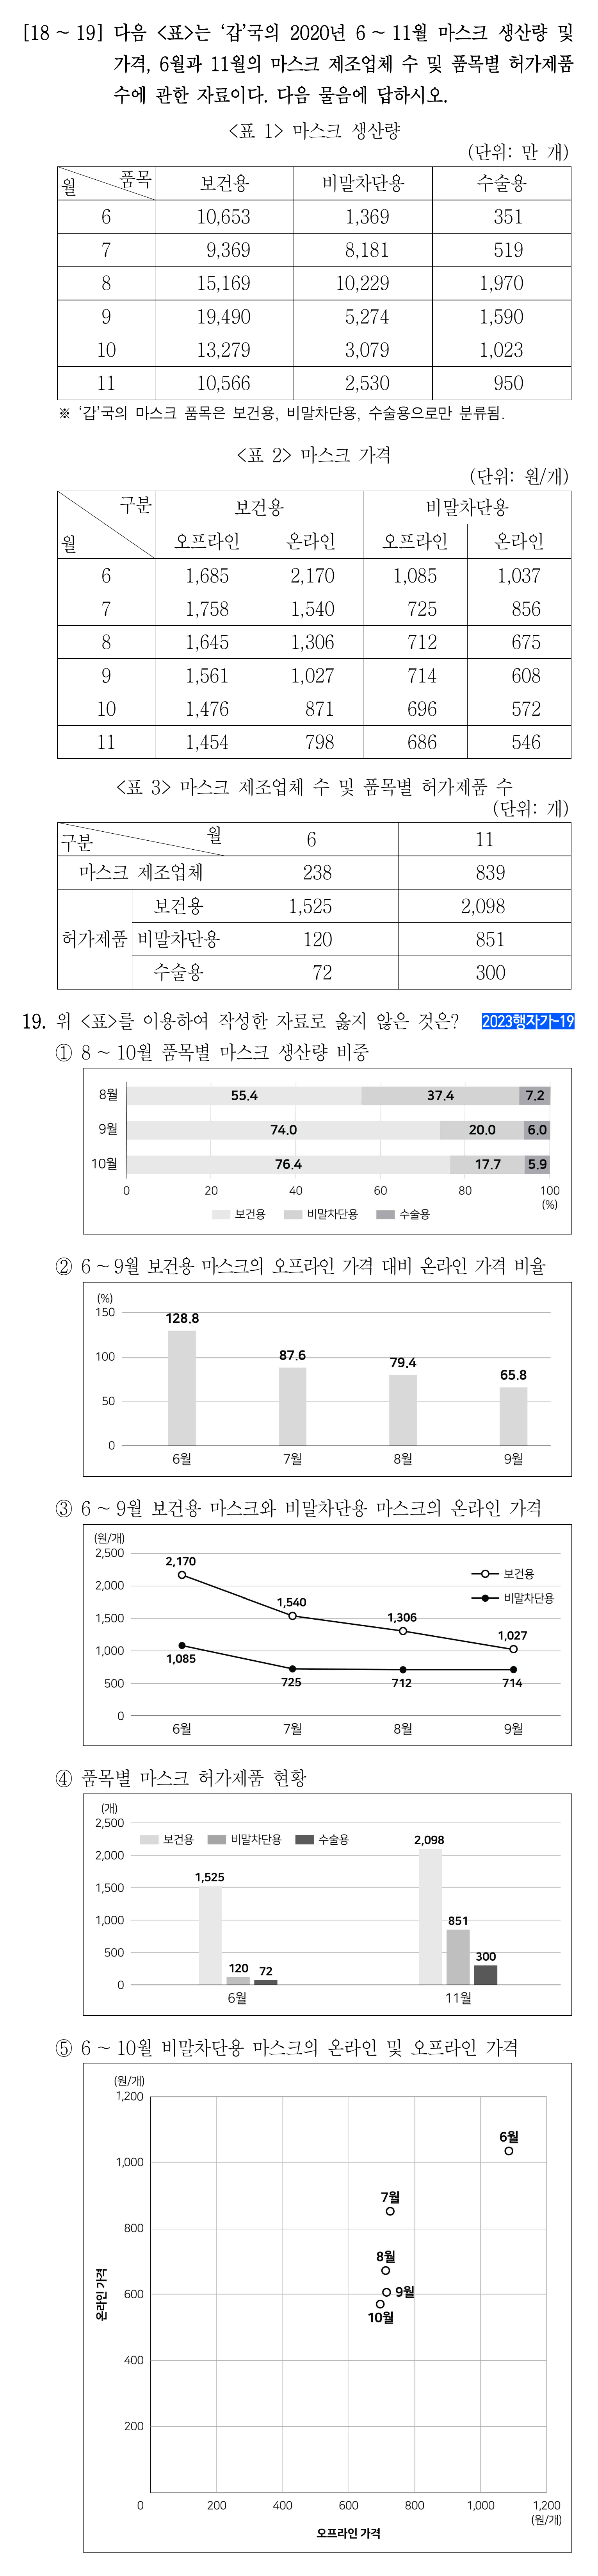 [18 ~ 19] 다음 <표>는 '갑'국의 2020년 6 ~ 11월 마스크 생산량 및
가격, 6월과 11월의 마스크 제조업체 수 및 품목별 허가제품
수에 관한 자료이다. 다음 물음에 답하시오.
<표 1> 마스크 생산량
(단위: 만 개)
월 품목 보건용 비말차단용 수술용
6 10,653 1,369 351
7 9,369 8,181 519
8 15,169 10,229 1,970
9 19,490 5,274 1,590
10 13,279 3,079 1,023
11 10,566 2,530 950
※ '갑'국의 마스크 품목은 보건용, 비말차단용, 수술용으로만 분류됨.
<표 2> 마스크 가격
(단위: 원/개)
월 구분 보건용 비말차단용
오프라인 온라인 오프라인 온라인
6 1,685 2,170 1,085 1,037
7 1,758 1,540 725 856
8 1,645 1,306 712 675
9 1,561 1,027 714 608
10 1,476 871 696 572
11 1,454 798 686 546
<표 3> 마스크 제조업체 수 및 품목별 허가제품 수
(단위: 개)
구분 월 6 11
마스크 제조업체 238 839
허가제품 보건용 1,525 2,098
비말차단용 120 851
수술용 72 300
19. 위 <표>를 이용하여 작성한 자료로 옳지 않은 것은? 2023행자가-19
① 8 ~ 10월 품목별 마스크 생산량 비중
8월 55.4 37.4 7.2
9월 74.0 20.0 6.0
10월 76.4 17.7 5.9
0 20 40 60 80 100
(%)
보건용 비말차단용 수술용
② 6 ~ 9월 보건용 마스크의 오프라인 가격 대비 온라인 가격 비율
(%)
150
100
50
0
128.8
87.6
79.4
65.8
6월 7월 8월 9월
③ 6 ~ 9월 보건용 마스크와 비말차단용 마스크의 온라인 가격
(원/개)
2,500
2,000
1,500
1,000
500
0
보건용
비말차단용
2,170
1,540
1,306
1,027
1,085
725
712
714
6월 7월 8월 9월
④ 품목별 마스크 허가제품 현황
(개)
2,500
2,000
1,500
1,000
500
0
보건용 비말차단용 수술용
1,525
120
72
2,098
851
300
6월 11월
⑤ 6 ~ 10월 비말차단용 마스크의 온라인 및 오프라인 가격
(원/개)
1,200
1,000
800
600
400
200
온라인 가격
6월
7월
8월
9월
10월
0 200 400 600 800 1,000 1,200
(원/개)
오프라인 가격